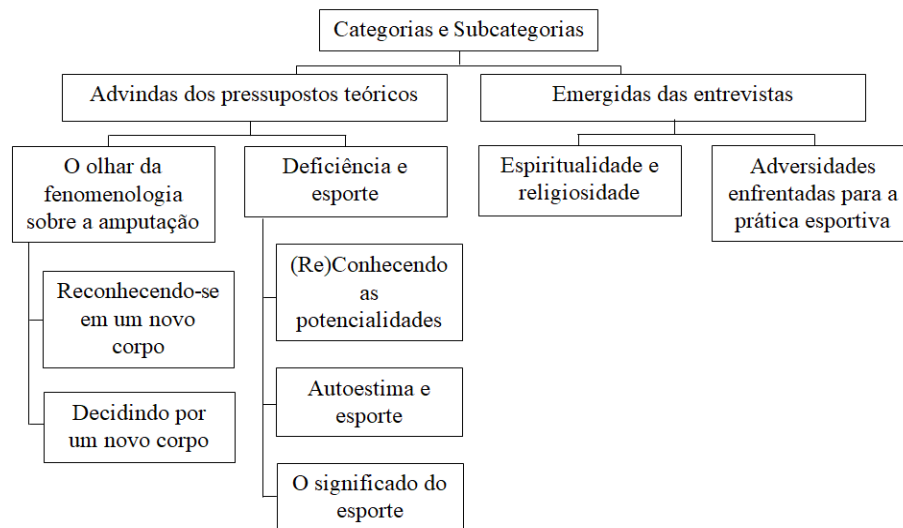 Categorias e Subcategorias
Advindas dos pressupostos teóricos
Emergidas das entrevistas
O olhar da
fenomenologia
sobre a amputação
Deficiência e
esporte
Espiritualidade e
religiosidade
Adversidades
enfrentadas para a
prática esportiva
Reconhecendo-se
em um novo
corpo
Decidindo por
um novo corpo
(Re)Conhecendo
as
potencialidades
Autoestima e
esporte
O significado do
esporte